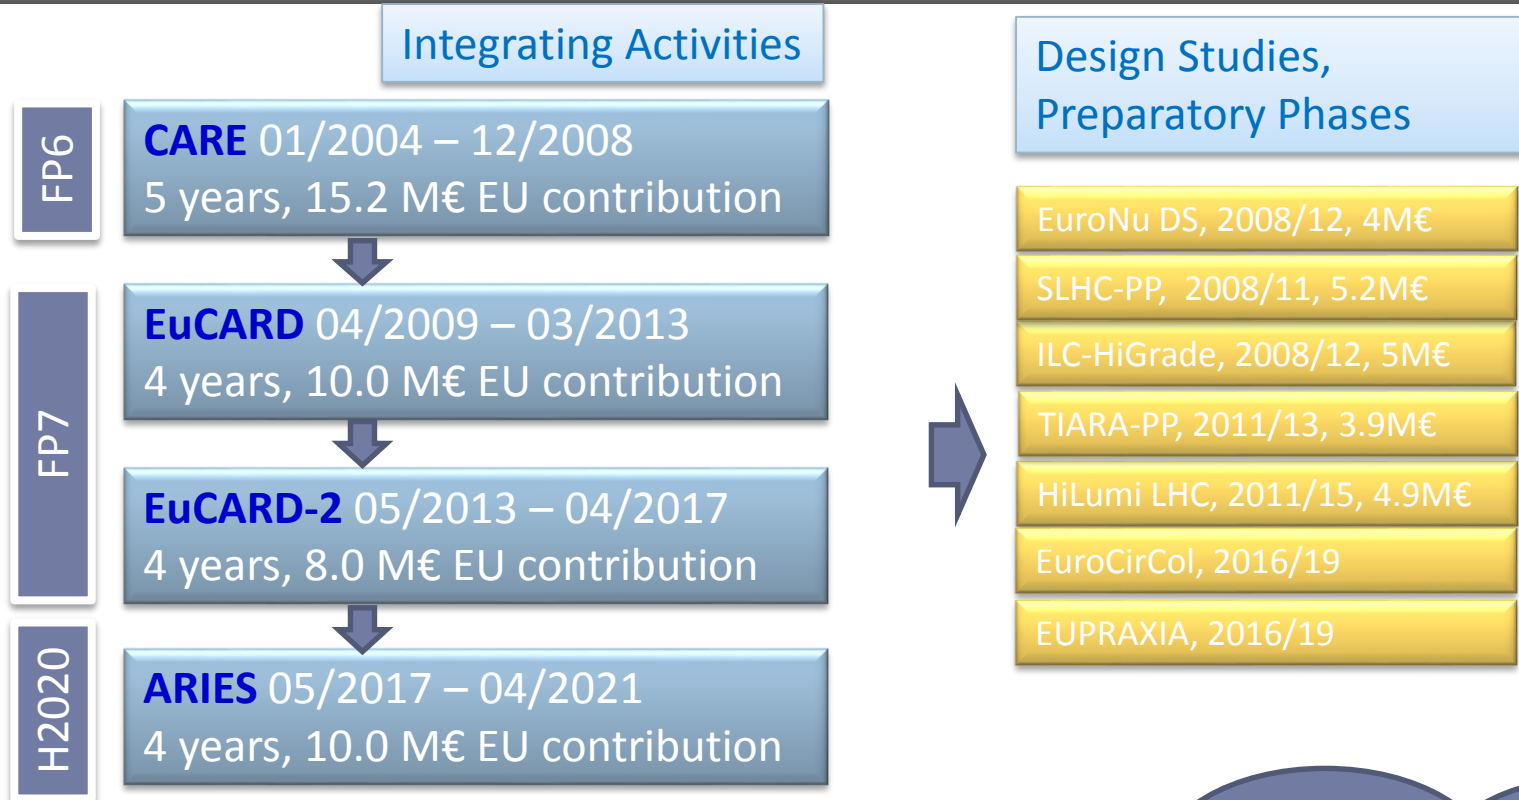 Integrating Activities
FP6
CARE 01/2004 – 12/2008
5 years, 15.2 M€ EU contribution
FP7
EuCARD 04/2009 – 03/2013
4 years, 10.0 M€ EU contribution
EuCARD-2 05/2013 – 04/2017
4 years, 8.0 M€ EU contribution
H2020
ARIES 05/2017 – 04/2021
4 years, 10.0 M€ EU contribution
Design Studies,
Preparatory Phases
EuroNu DS, 2008/12, 4M€
SLHC-PP, 2008/11, 5.2M€
ILC-HiGrade, 2008/12, 5M€
TIARA-PP, 2011/13, 3.9M€
HiLumi LHC, 2011/15, 4.9M€
EuroCirCol, 2016/19
EUPRAXIA, 2016/19